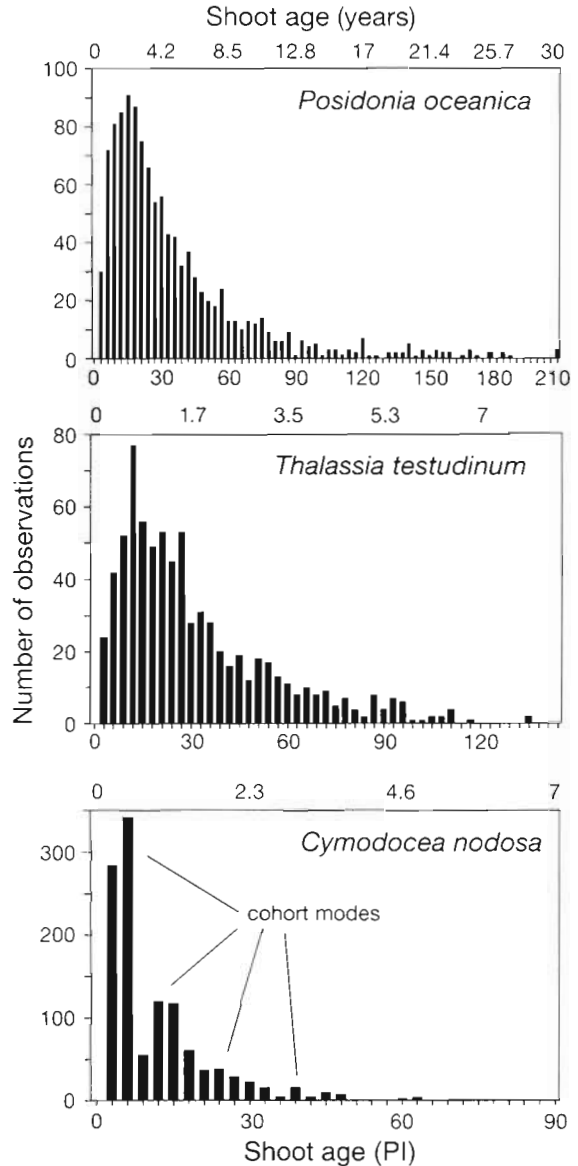 Shoot age (years)
0 4.2 8.5 12.8 17 21.4 25.7 30
100
80
60
40
20
0
Posidonia oceanica
0 30 60 90 120 150 180 210
0 1.7 3.5 5.3 7
80
60
40
20
0
Thalassia testudinum
Number of observations
0 30 60 90 120
0 2.3 4.6 7
300
200
100
0
Cymodocea nodosa
cohort modes
0 30 60 90
Shoot age (PI)